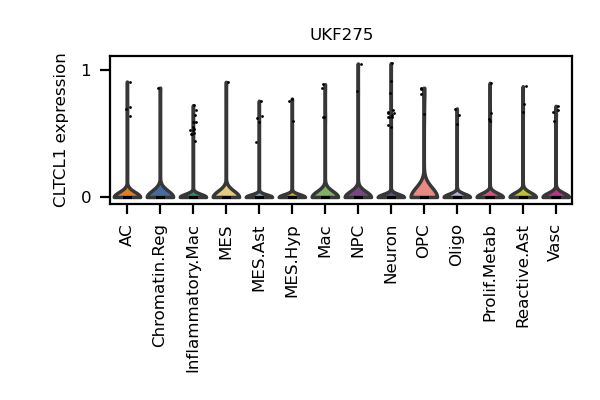 UKF275
CLTCL1 expression
1
0
AC
Chromatin.Reg
Inflammatory.Mac
MES
MES.Ast
MES.Hyp
Mac
NPC
Neuron
OPC
Oligo
Prolif.Metab
Reactive.Ast
Vasc